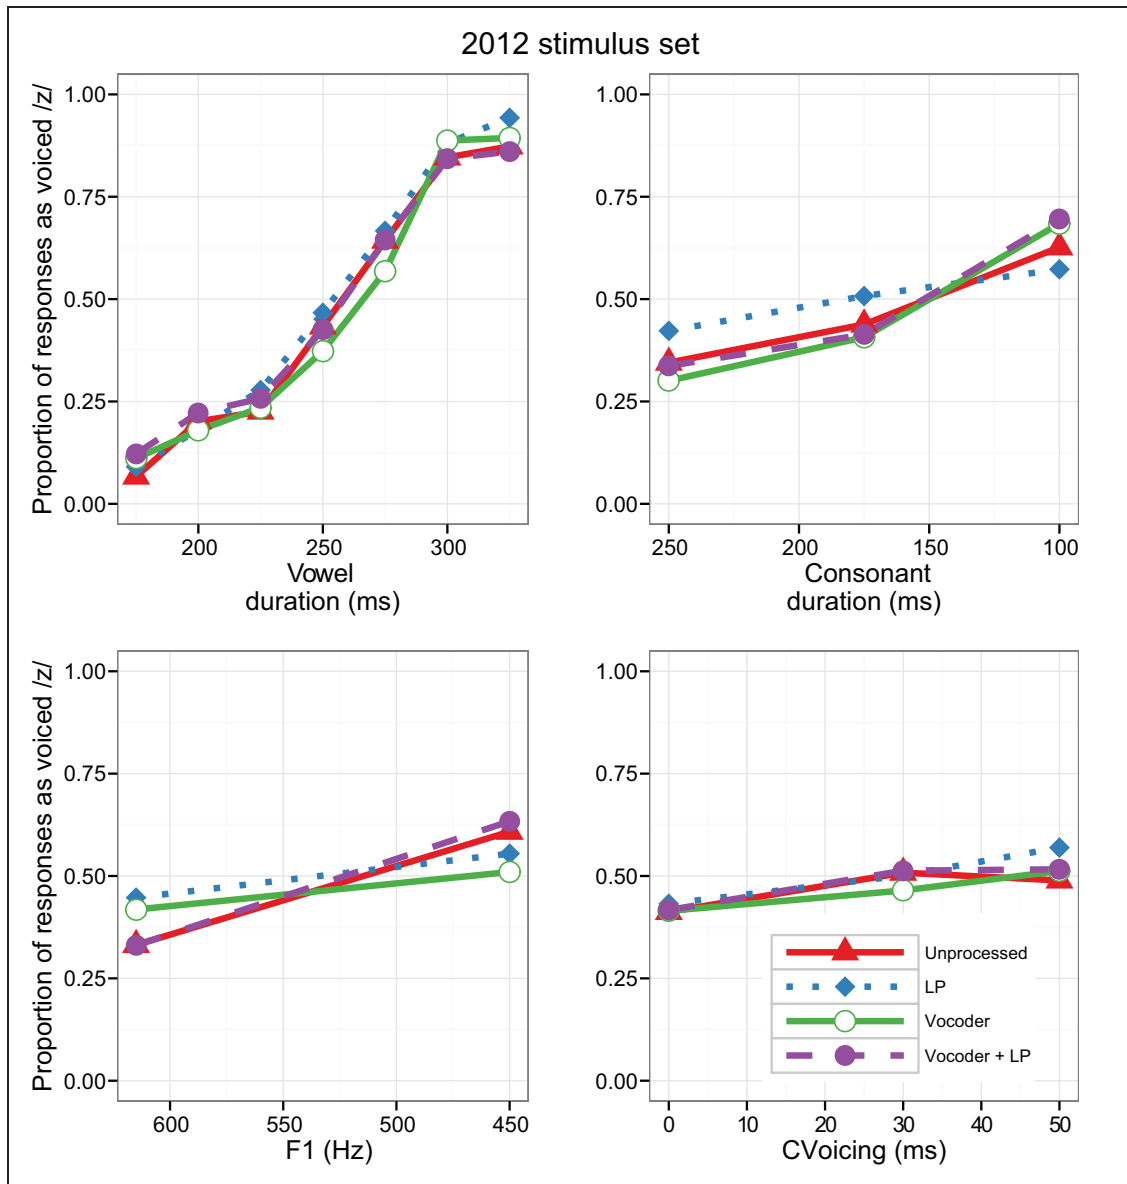 2012 stimulus set
Proportion of responses as voiced /z/
1.00
0.75
0.50
0.25
0.00
200
250
300
Vowel
duration (ms)
1.00
0.75
0.50
0.25
0.00
250
200
150
100
Consonant
duration (ms)
Proportion of responses as voiced /z/
1.00
0.75
0.50
0.25
0.00
600
550
500
450
F1 (Hz)
1.00
0.75
0.50
0.25
0.00
0
10
20
30
40
50
CVoicing (ms)
Unprocessed
LP
Vocoder
Vocoder + LP